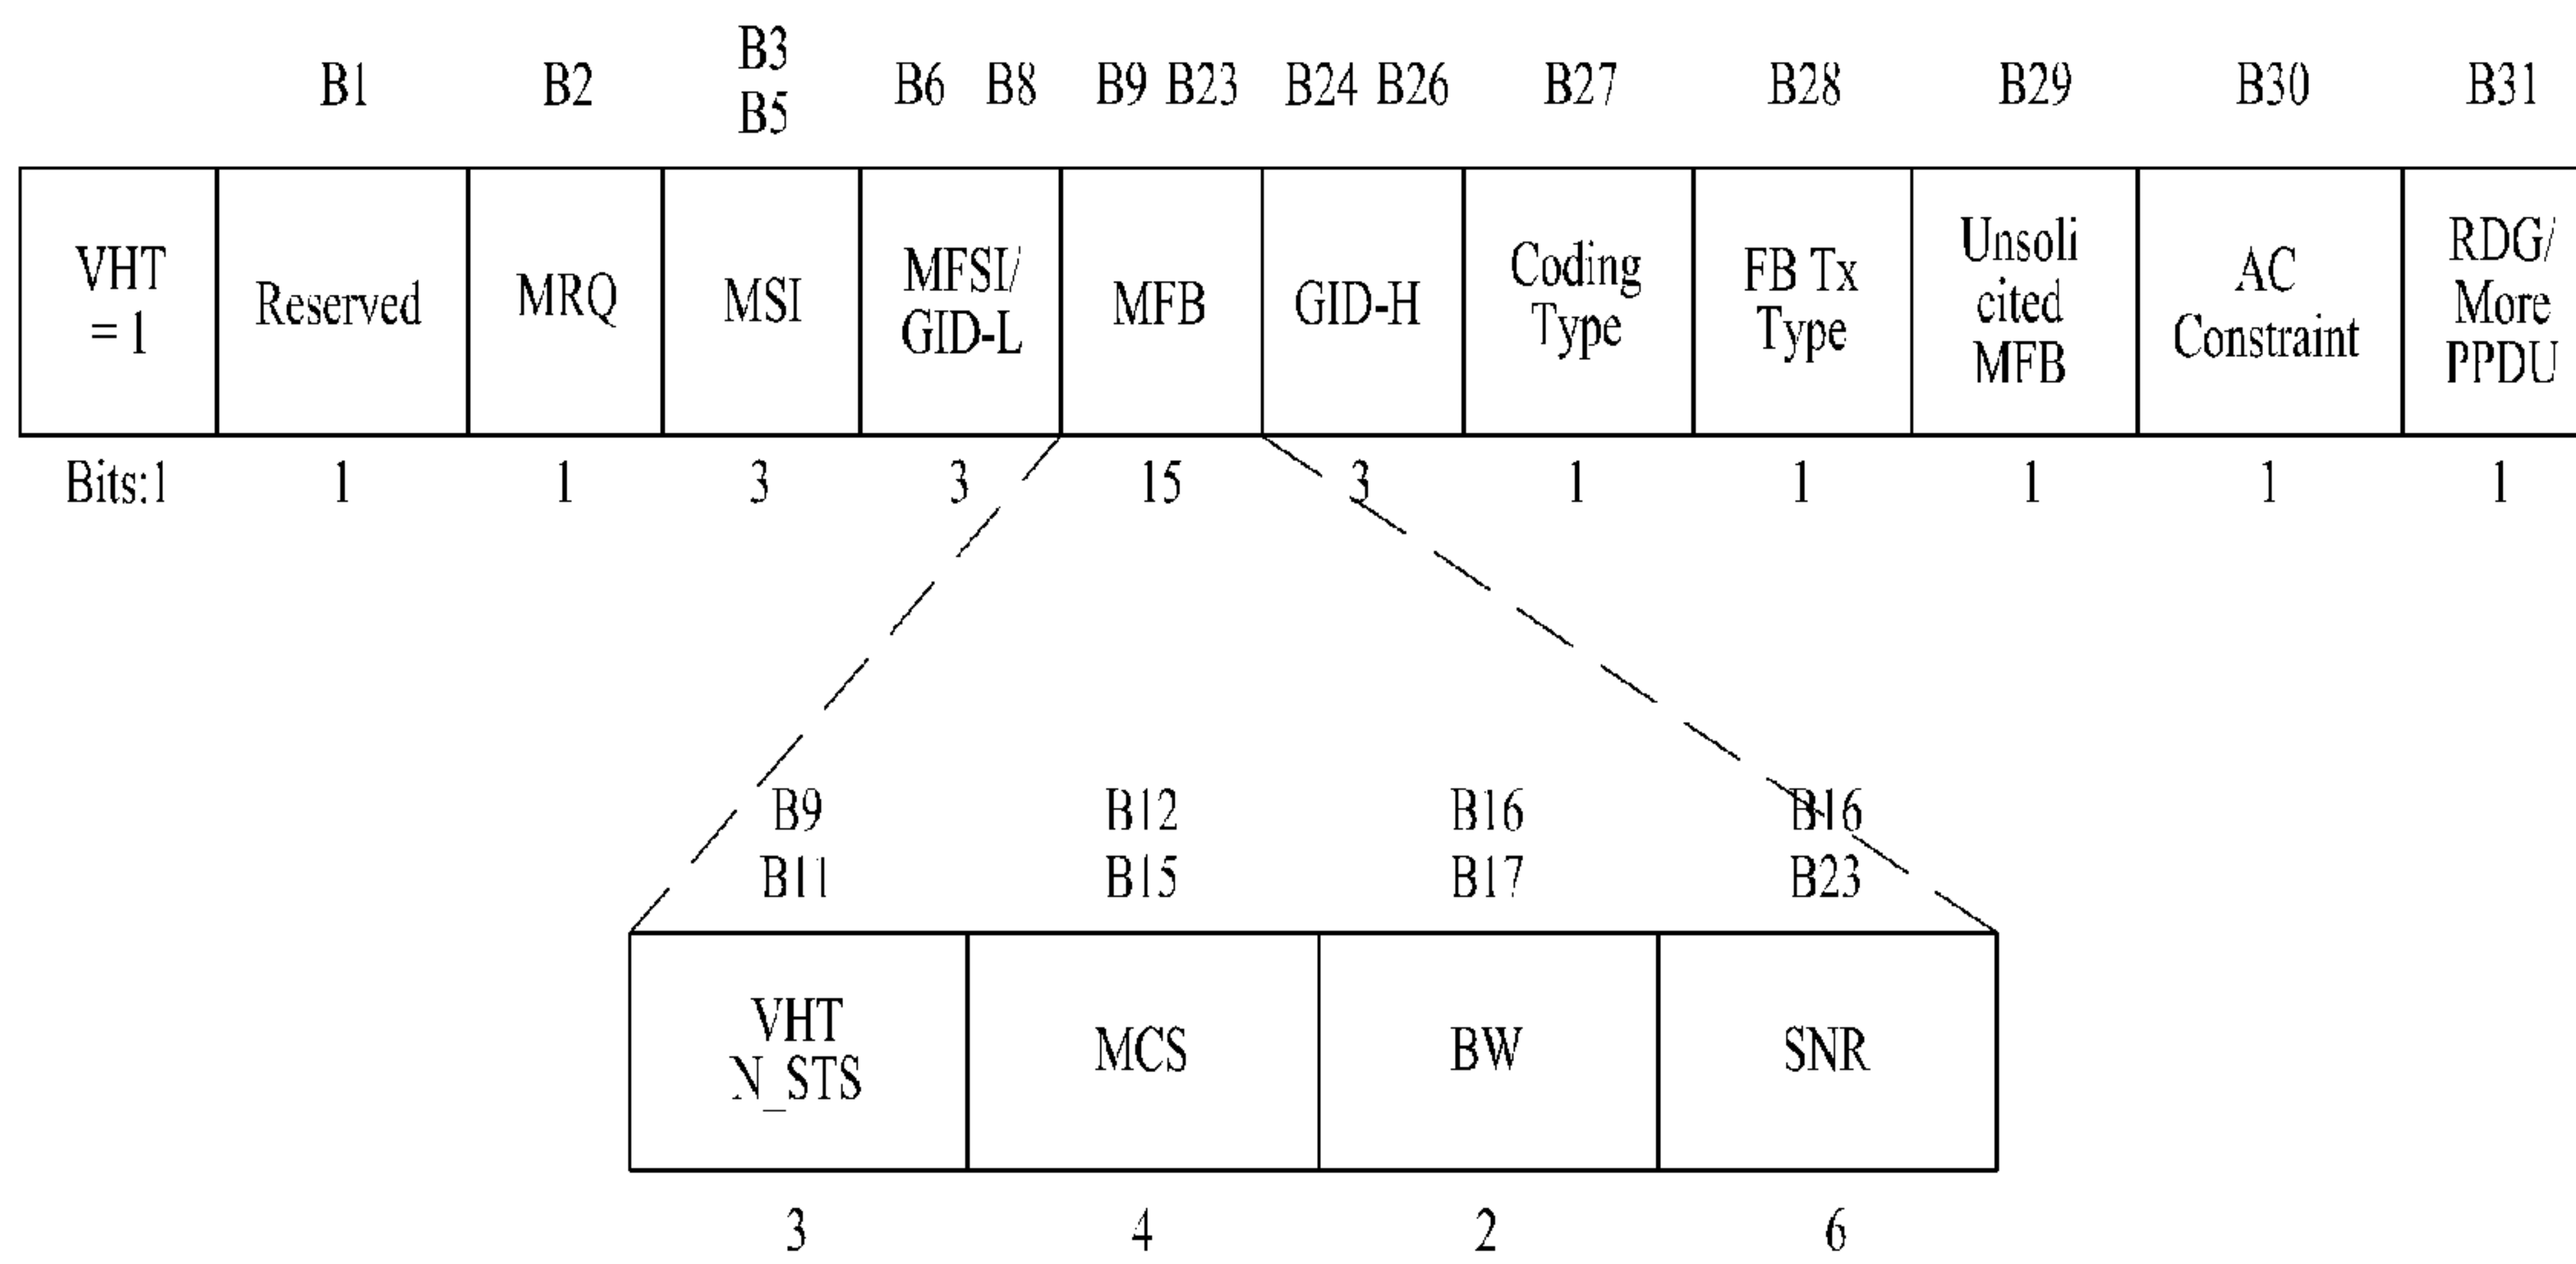 B3
B1 B2 B6 B8 B9 B23 B24 B26 B27 B28 B29 B30 B31
B5
VHT
= 1
Reserved
MRQ
MSI
MFSI/
GID-L
MFB
GID-H
Coding
Type
FB Tx
Type
Unsoli
cited
MFB
AC
Constraint
RDG/
More
PPDU
Bits:1 1 1 3 3 15 3 1 1 1 1 1
B9 B12 B16 B16
B11 B15 B17 B23
VHT
N_STS
MCS
BW
SNR
3 4 2 6